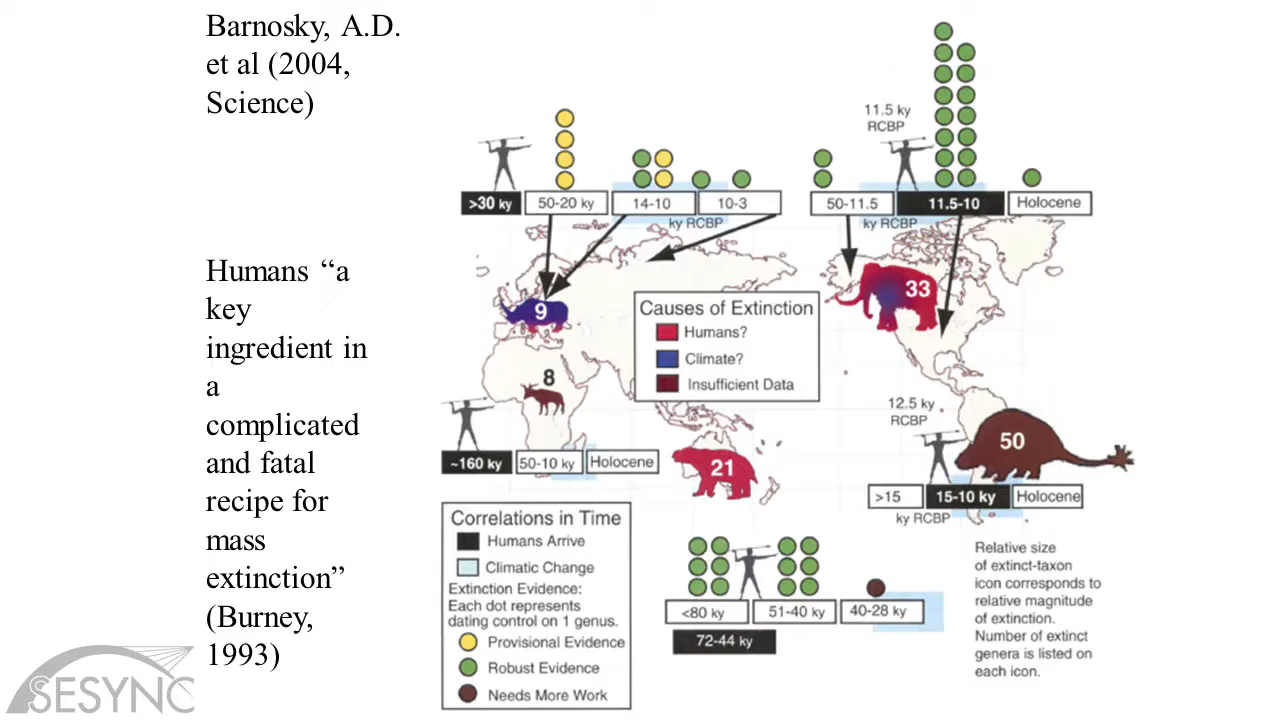 Barnosky, A.D.
et al (2004,
Science)
Humans “a
key
ingredient in
a
complicated
and fatal
recipe for
mass
extinction”
(Burney,
1993)
SESYNC
>30 ky
50-20 ky
14-10
10-3
ky RCBP
11.5 ky
RCBP
50-11.5
11.5-10
Holocene
ky RCBP
9
33
Causes of Extinction
Humans?
Climate?
Insufficient Data
8
~160 ky
50-10 ky
Holocene
21
12.5 ky
RCBP
50
>15
15-10 ky
Holocene
ky RCBP
Correlations in Time
Humans Arrive
Climatic Change
Extinction Evidence:
Each dot represents
dating control on 1 genus.
Provisional Evidence
Robust Evidence
Needs More Work
<80 ky
51-40 ky
40-28 ky
72-44 ky
Relative size
of extinct-taxon
icon corresponds to
relative magnitude
of extinction.
Number of extinct
genera is listed on
each icon.